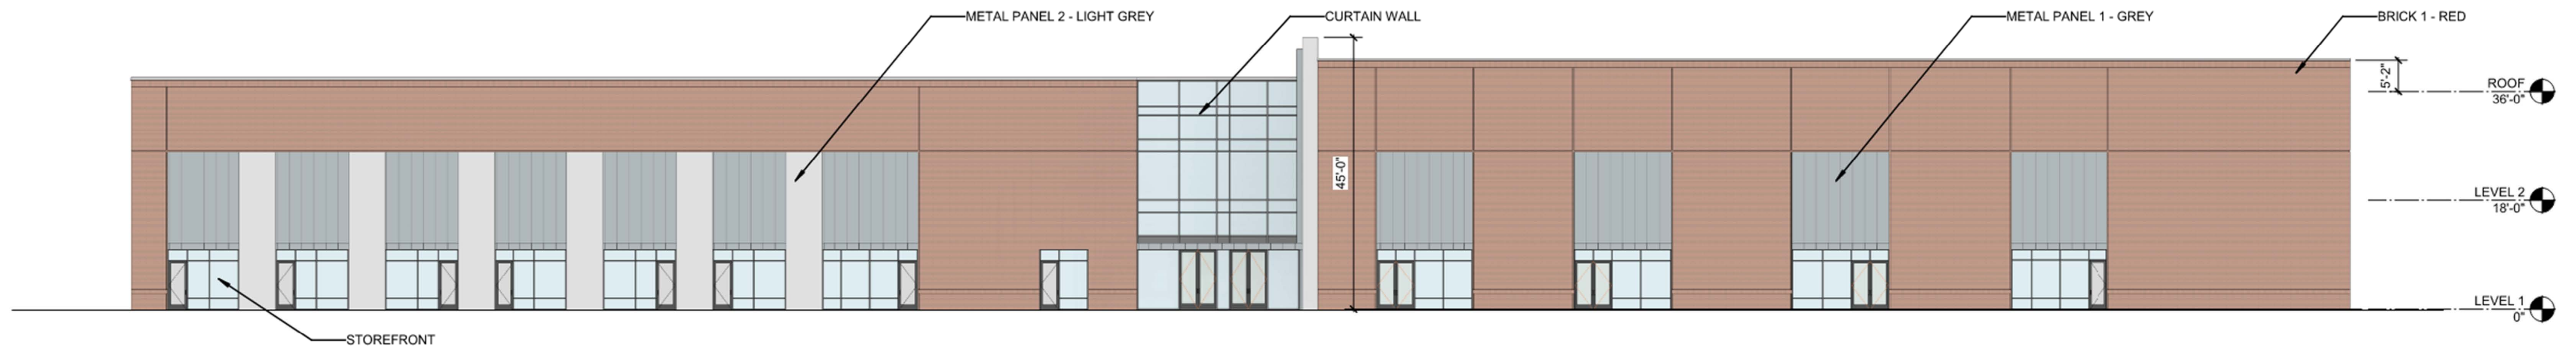 METAL PANEL 2 - LIGHT GREY
CURTAIN WALL
METAL PANEL 1 - GREY
BRICK 1 - RED
5'-2"
ROOF
36'-0"
45'-0"
LEVEL 2
18'-0"
LEVEL 1
0"
STOREFRONT